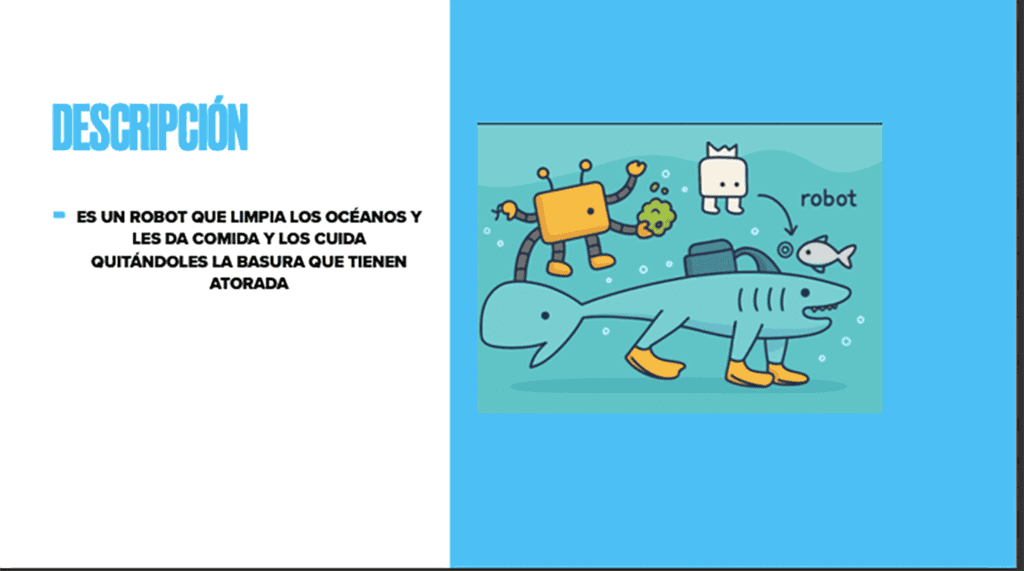 DESCRIPCIÓN
ES UN ROBOT QUE LIMPIA LOS OCÉANOS Y
LES DA COMIDA Y LOS CUIDA
QUITÁNDOLES LA BASURA QUE TIENEN
ATORADA
robot